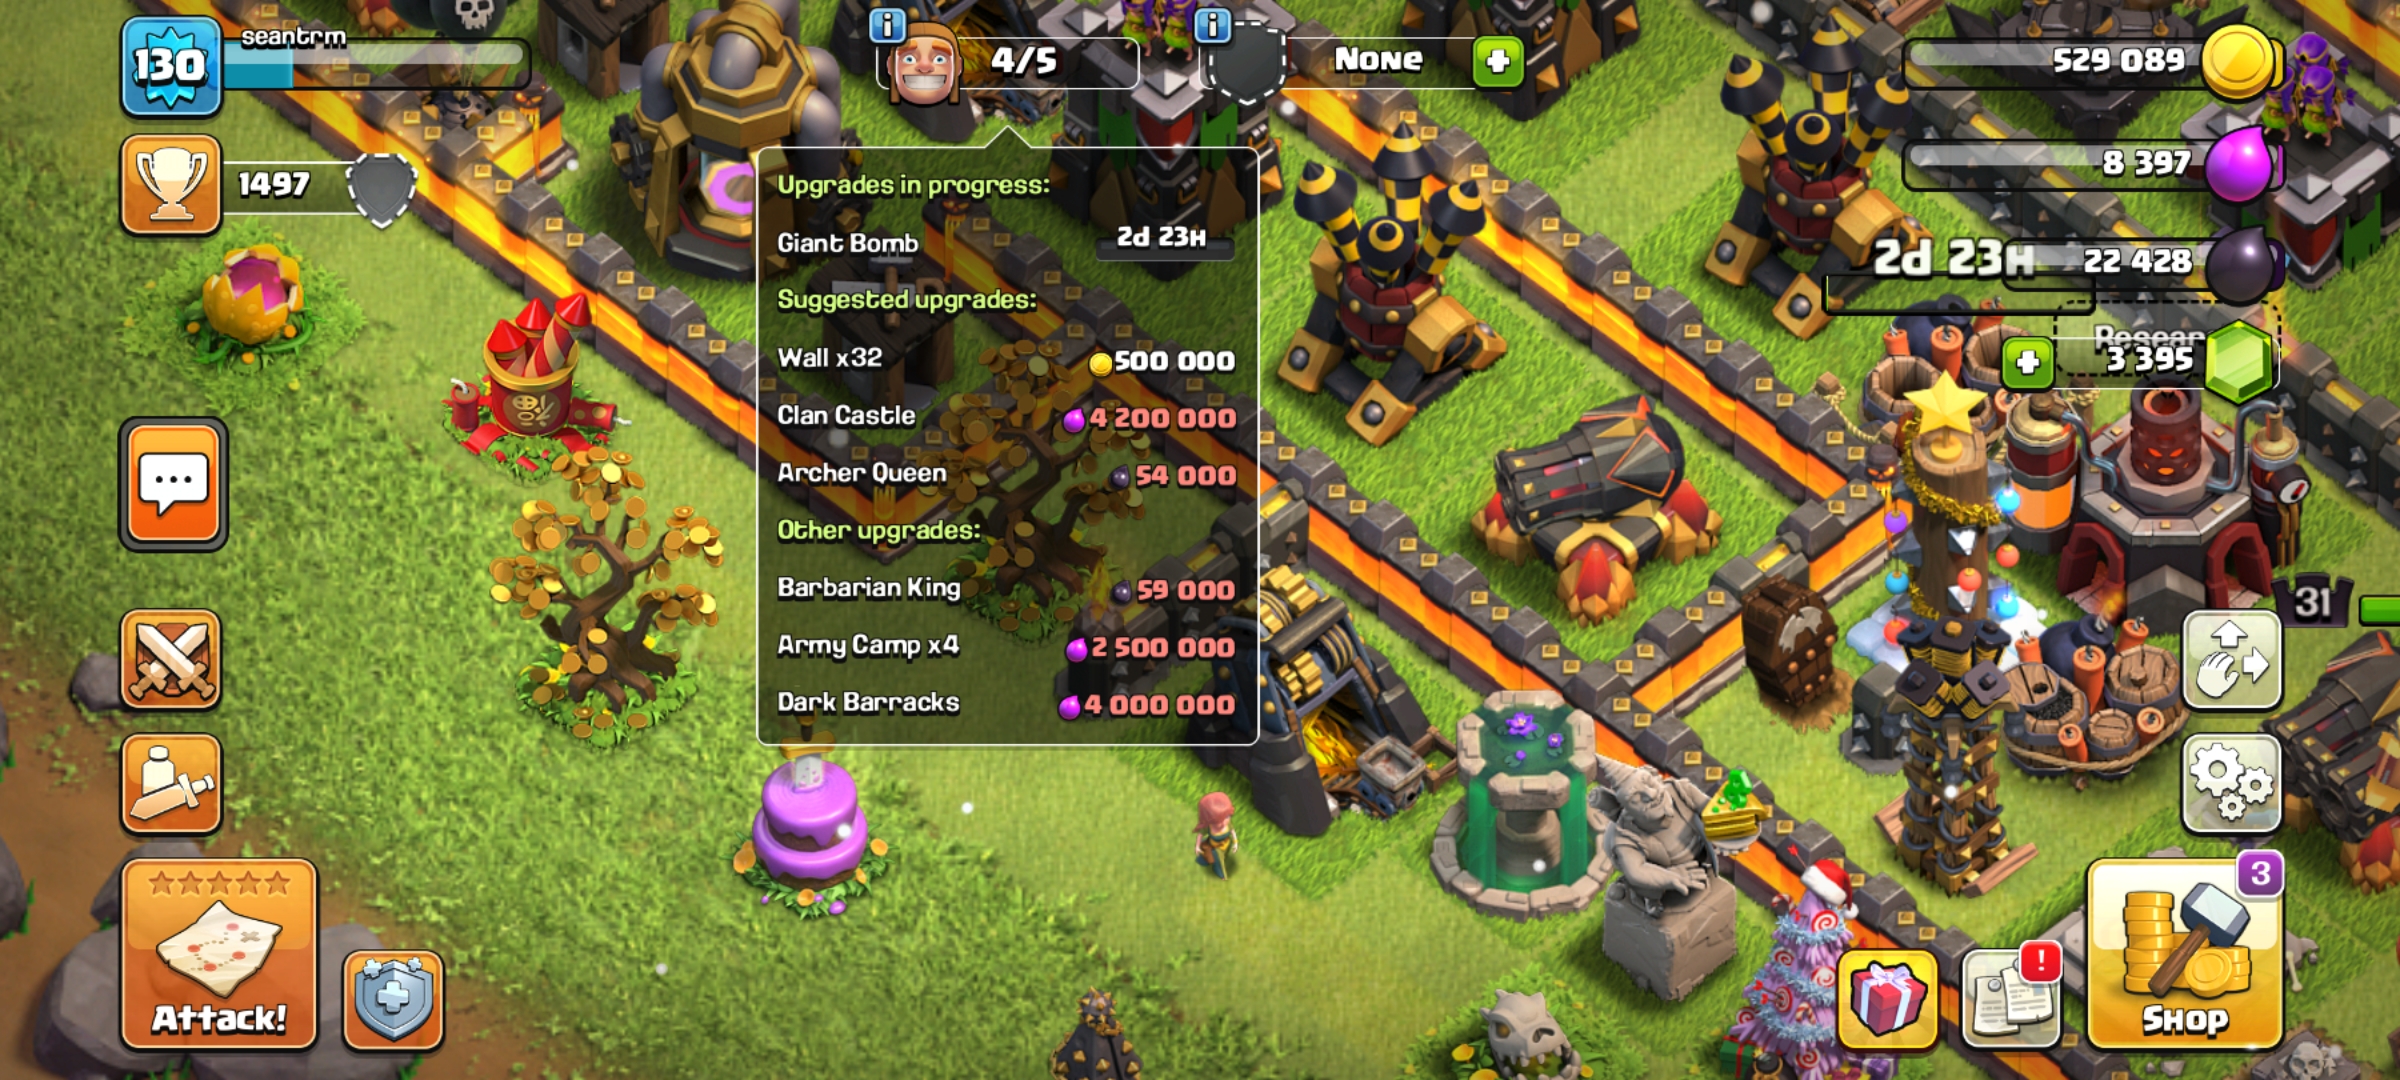 130
seantrm
4/5
None
529 089
1497
8 397
2d 23H
22 428
Resear
3 395
Upgrades in progress:
Giant Bomb 2d 23H
Suggested upgrades:
Wall x32 500 000
Clan Castle 4 200 000
Archer Queen 54 000
Other upgrades:
Barbarian King 59 000
Army Camp x4 2 500 000
Dark Barracks 4 000 000
31
3
!
Attack!
Shop